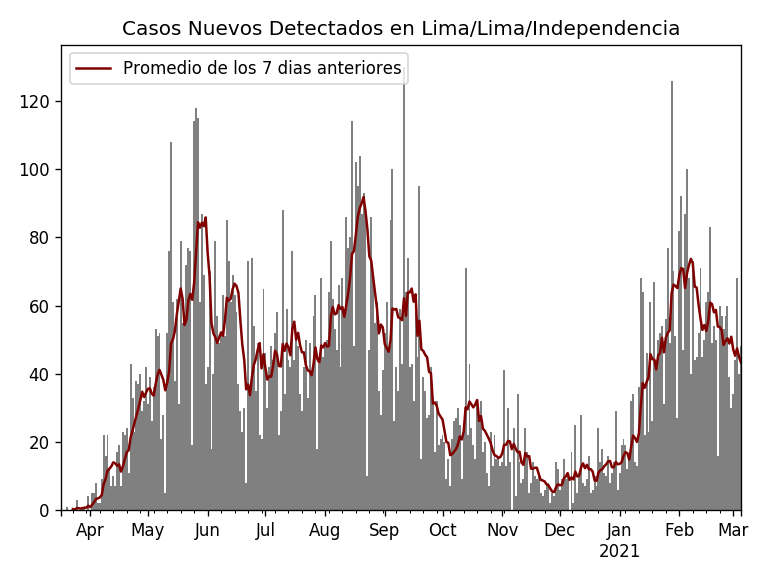 Casos Nuevos Detectados en Lima/Lima/Independencia
Promedio de los 7 dias anteriores
120
100
80
60
40
20
0
Apr May Jun Jul Aug Sep Oct Nov Dec Jan Feb Mar
2021